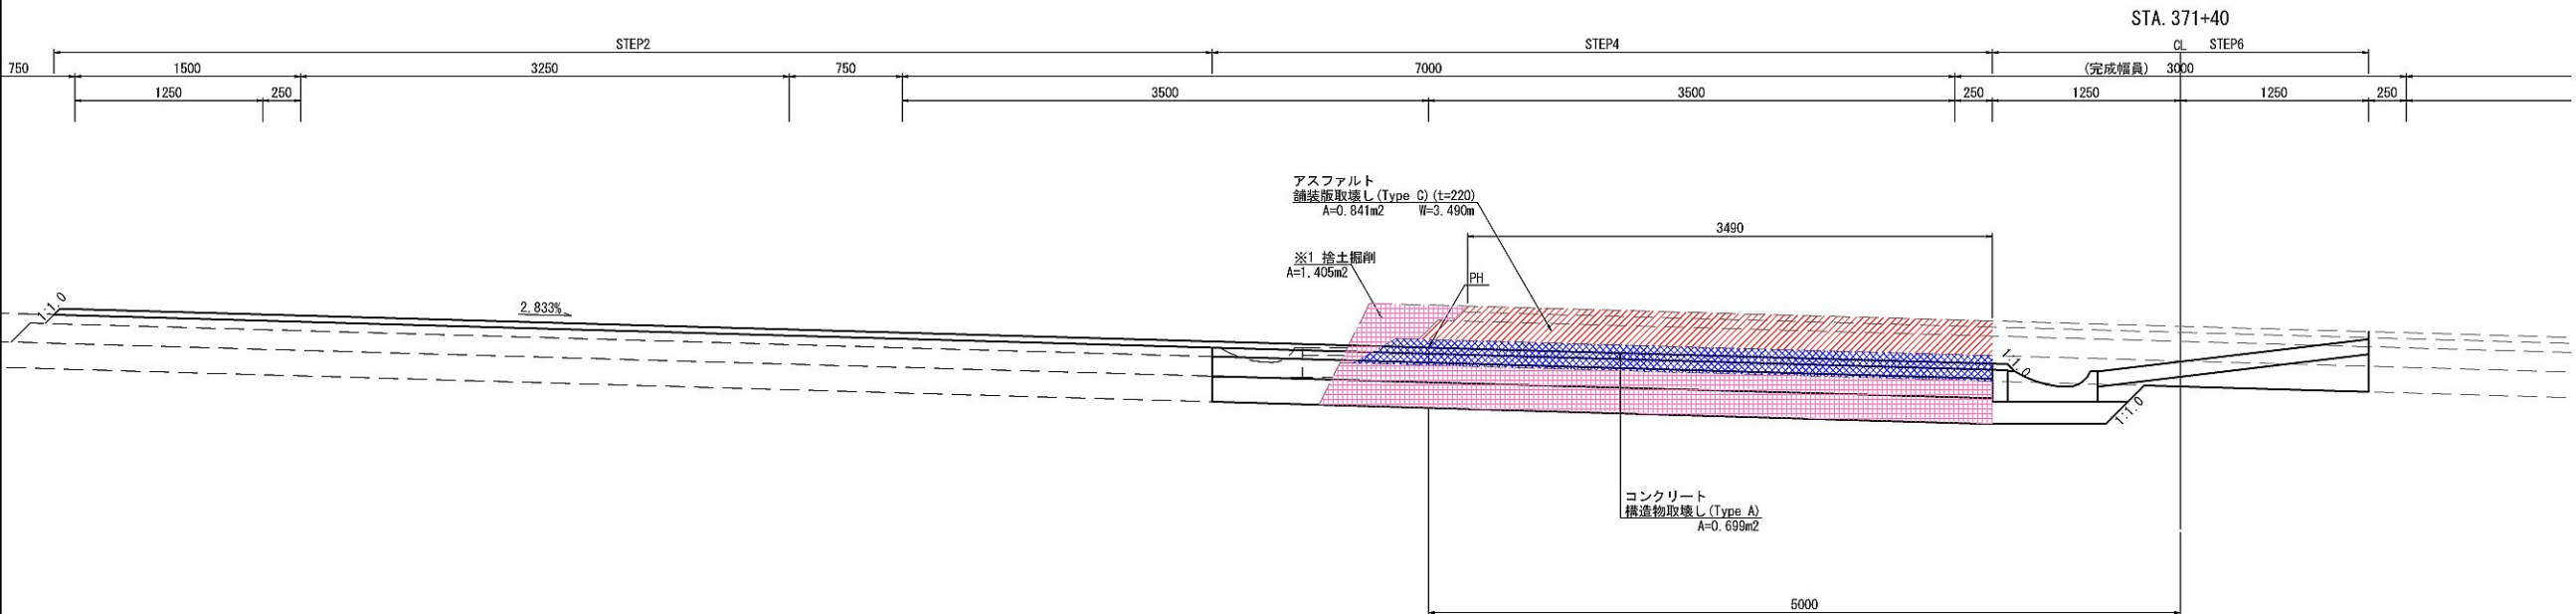 STA. 371+40
STEP2
STEP4
CL STEP6
750
1500
3250
750
7000
(完成幅員) 3000
1250
250
3500
3500
250
1250
1250
250
アスファルト
舗装版取壊し(Type C)(t=220)
A=0.841m2 W=3.490m
3490
※1 捨土掘削
A=1.405m2
PH
1:1.0
2.833%
1:1.0
1:1.0
コンクリート
構造物取壊し(Type A)
A=0.699m2
5000